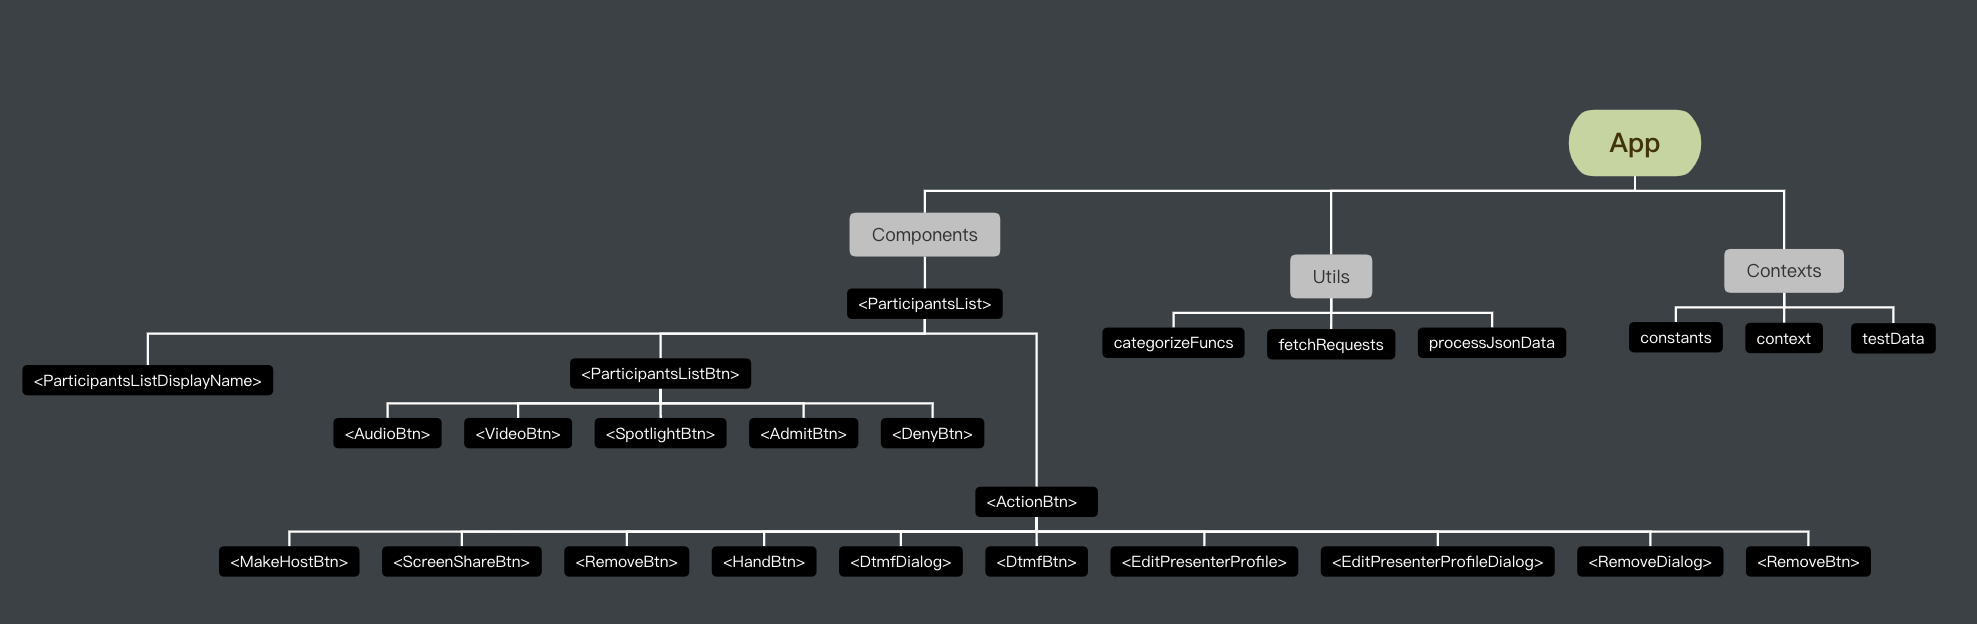 App
Components
Utils
Contexts
<ParticipantsList>
categorizeFuncs
fetchRequests
processJsonData
constants
context
testData
<ParticipantsListDisplayName>
<ParticipantsListBtn>
<AudioBtn>
<VideoBtn>
<SpotlightBtn>
<AdmitBtn>
<DenyBtn>
<ActionBtn>
<MakeHostBtn>
<ScreenShareBtn>
<RemoveBtn>
<HandBtn>
<DtmfDialog>
<DtmfBtn>
<EditPresenterProfile>
<EditPresenterProfileDialog>
<RemoveDialog>
<RemoveBtn>